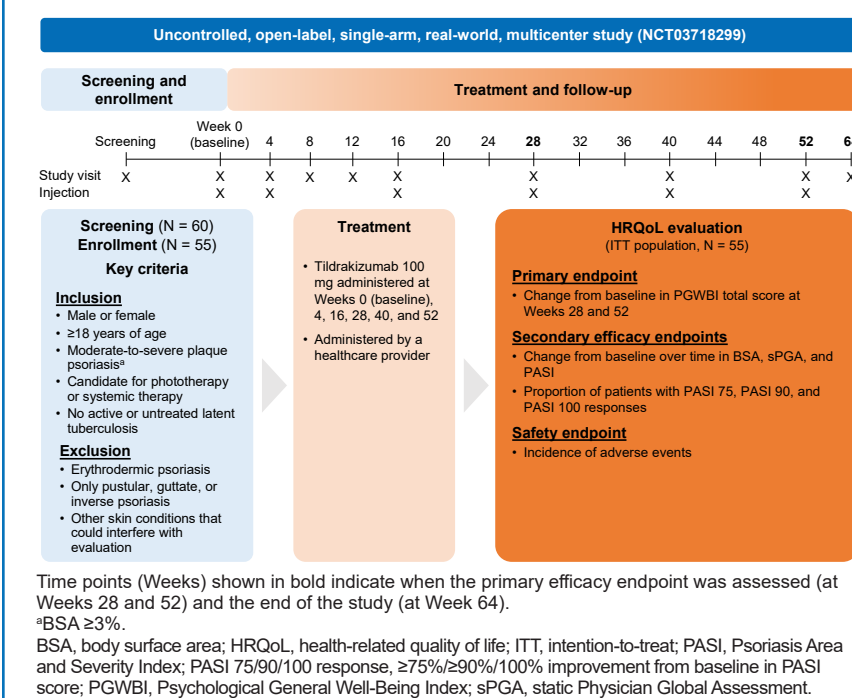 Uncontrolled, open-label, single-arm, real-world, multicenter study (NCT03718299)
Screening and
enrollment
Treatment and follow-up
Screening
Week 0
(baseline)
4 8 12 16 20 24 28 32 36 40 44 48 52
Study visit X X X X X X X X X X
Injection X X X X X X
Screening (N = 60)
Enrollment (N = 55)
Key criteria
Inclusion
• Male or female
• ≥18 years of age
• Moderate-to-severe plaque
psoriasisᵃ
• Candidate for phototherapy
or systemic therapy
• No active or untreated latent
tuberculosis
Exclusion
• Erythrodermic psoriasis
• Only pustular, guttate, or
inverse psoriasis
• Other skin conditions that
could interfere with
evaluation
Treatment
• Tildrakizumab 100
mg administered at
Weeks 0 (baseline),
4, 16, 28, 40, and 52
• Administered by a
healthcare provider
HRQoL evaluation
(ITT population, N = 55)
Primary endpoint
• Change from baseline in PGWBI total score at
Weeks 28 and 52
Secondary efficacy endpoints
• Change from baseline over time in BSA, sPGA, and
PASI
• Proportion of patients with PASI 75, PASI 90, and
PASI 100 responses
Safety endpoint
• Incidence of adverse events
Time points (Weeks) shown in bold indicate when the primary efficacy endpoint was assessed (at
Weeks 28 and 52) and the end of the study (at Week 64).
ᵃBSA ≥3%.
BSA, body surface area; HRQoL, health-related quality of life; ITT, intention-to-treat; PASI, Psoriasis Area
and Severity Index; PASI 75/90/100 response, ≥75%/≥90%/100% improvement from baseline in PASI
score; PGWBI, Psychological General Well-Being Index; sPGA, static Physician Global Assessment.